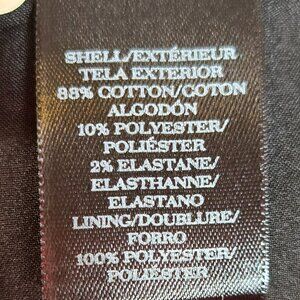 SHELL/EXTÉRIEUR
TELA EXTERIOR
88% COTTON/COTON
ALGODÓN
10% POLYESTER/
POLIÉSTER
2% ELASTANE/
ELASTHANNE/
ELASTANO
LINING/DOUBLURE/
FORRO
100% POLYESTER/
POLIÉSTER